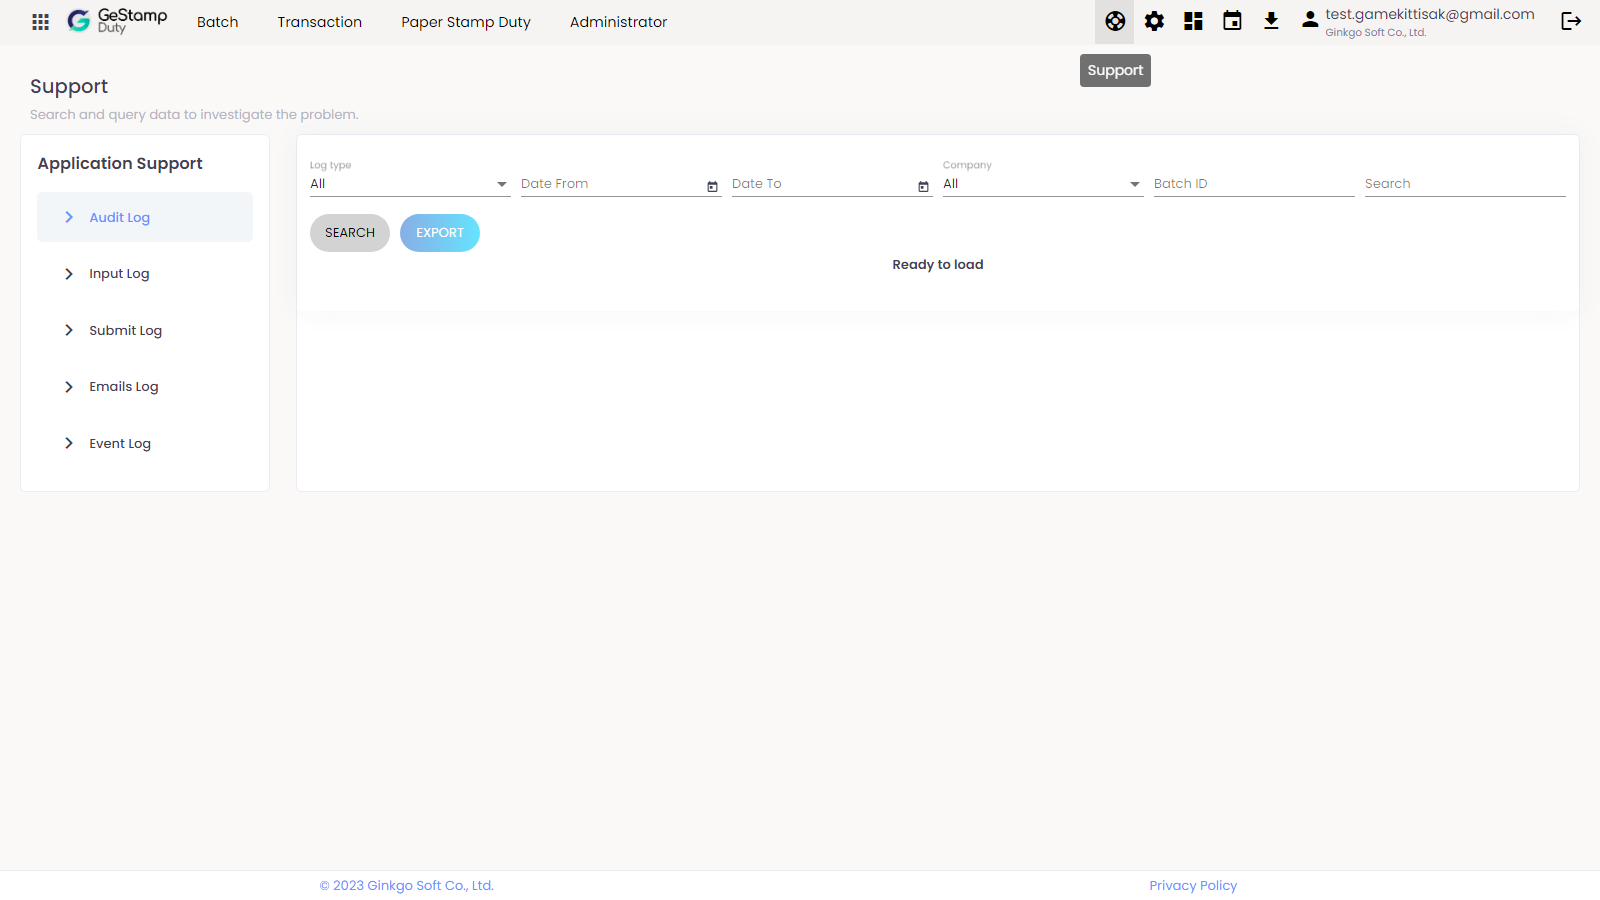 GeStamp
Duty
Batch
Transaction
Paper Stamp Duty
Administrator
test.gamekittisak@gmail.com
Ginkgo Soft Co., Ltd.
Support
Support
Search and query data to investigate the problem.
Application Support
Audit Log
Input Log
Submit Log
Emails Log
Event Log
Log type
All
Date From
Date To
Company
All
Batch ID
Search
SEARCH
EXPORT
Ready to load
© 2023 Ginkgo Soft Co., Ltd.
Privacy Policy